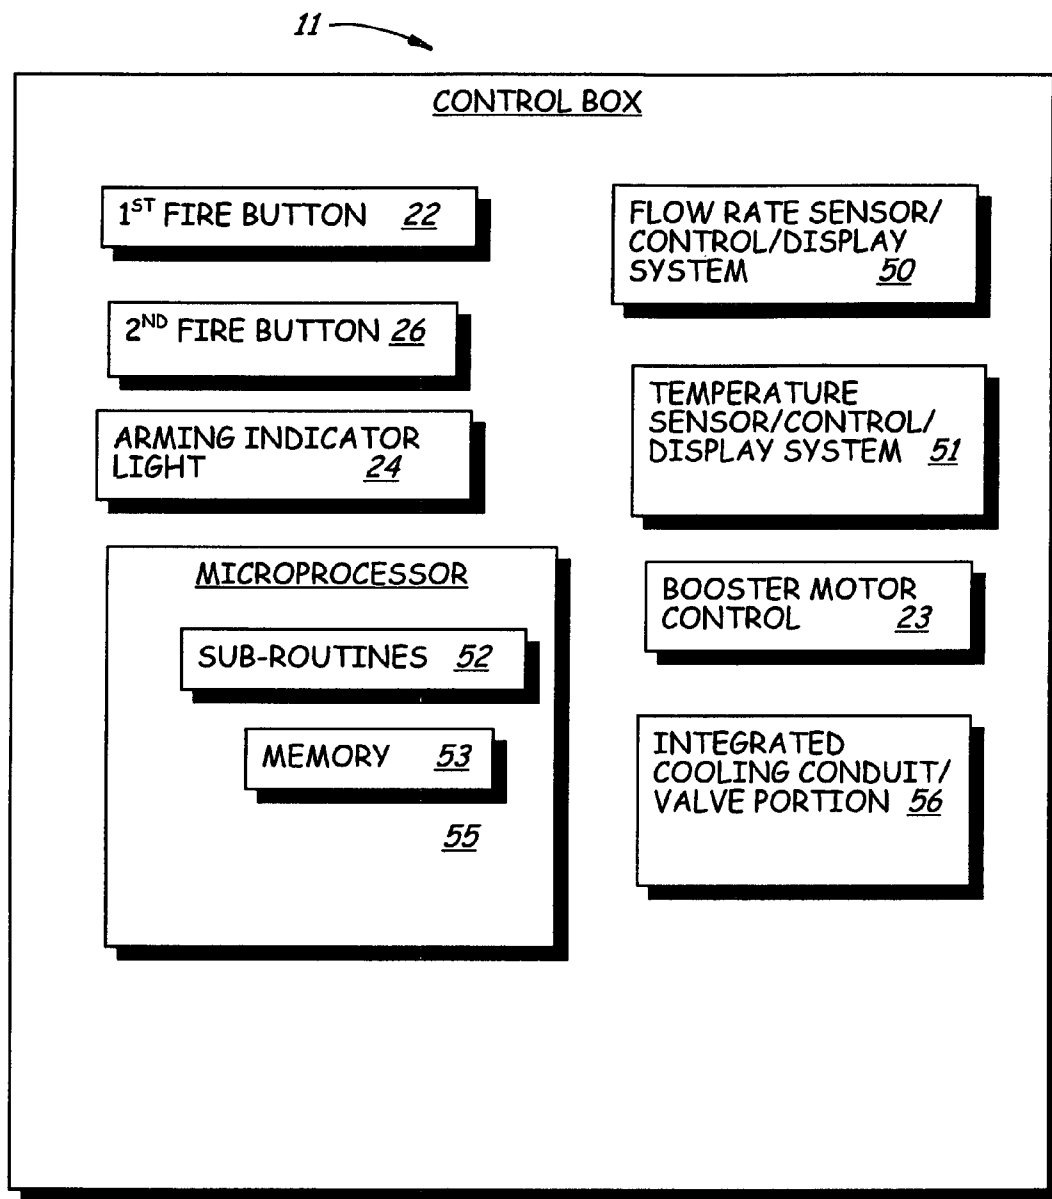 11
CONTROL BOX
1ST FIRE BUTTON 22
2ND FIRE BUTTON 26
ARMING INDICATOR
LIGHT 24
MICROPROCESSOR
SUB-ROUTINES 52
MEMORY 53
55
FLOW RATE SENSOR/
CONTROL/DISPLAY
SYSTEM 50
TEMPERATURE
SENSOR/CONTROL/
DISPLAY SYSTEM 51
BOOSTER MOTOR
CONTROL 23
INTEGRATED
COOLING CONDUIT/
VALVE PORTION 56